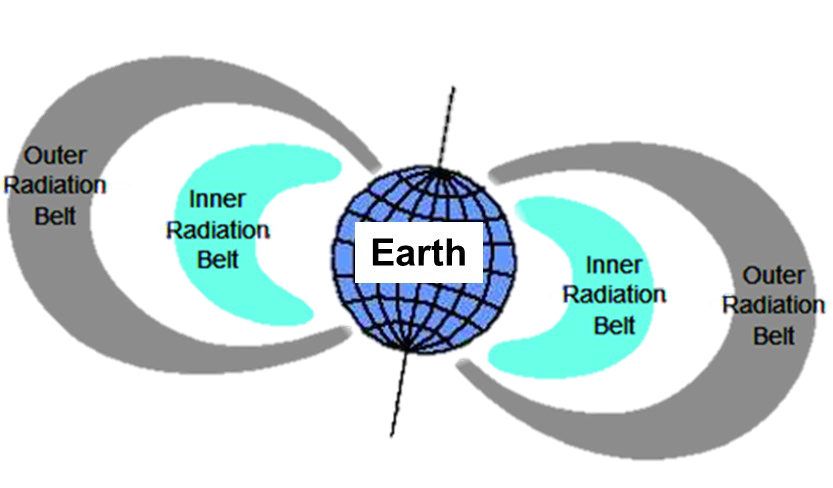 Outer
Radiation
Belt
Inner
Radiation
Belt
Earth
Inner
Radiation
Belt
Outer
Radiation
Belt